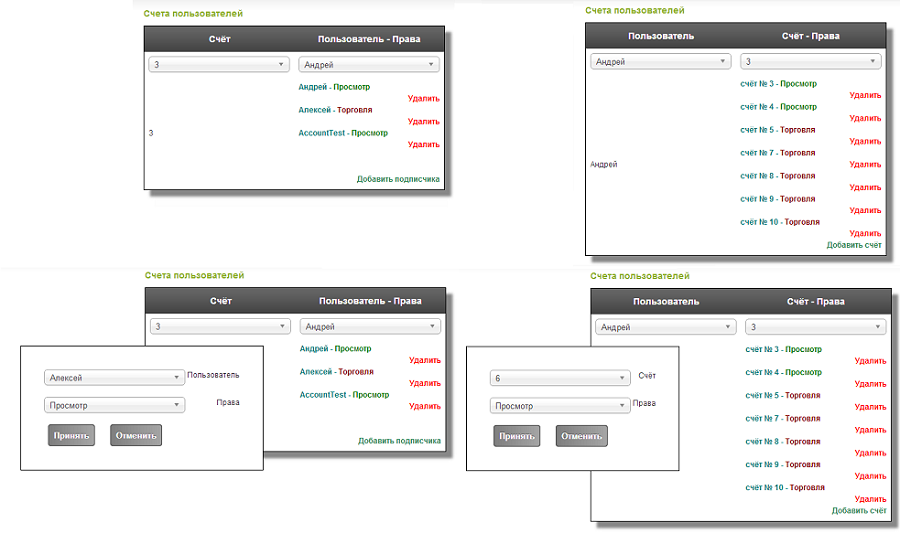 Счета пользователей
Счёт Пользователь - Права
3 Андрей
Андрей - Просмотр
Удалить
Алексей - Торговля
Удалить
3
AccountTest - Просмотр
Удалить
Добавить подписчика
Счета пользователей
Пользователь Счёт - Права
Андрей 3
счёт № 3 - Просмотр
Удалить
счёт № 4 - Просмотр
Удалить
счёт № 5 - Торговля
Удалить
счёт № 7 - Торговля
Андрей
Удалить
счёт № 8 - Торговля
Удалить
счёт № 9 - Торговля
Удалить
счёт № 10 - Торговля
Удалить
Добавить счёт
Счета пользователей
Счёт Пользователь - Права
3 Андрей
Андрей - Просмотр
Удалить
Алексей - Торговля
Удалить
AccountTest - Просмотр
Удалить
Добавить подписчика
Алексей Пользователь
Просмотр Права
Принять Отменить
Счета пользователей
Пользователь Счёт - Права
Андрей 3
счёт № 3 - Просмотр
Удалить
счёт № 4 - Просмотр
Удалить
счёт № 5 - Торговля
Удалить
счёт № 7 - Торговля
Удалить
счёт № 8 - Торговля
Удалить
счёт № 9 - Торговля
Удалить
счёт № 10 - Торговля
Удалить
Добавить счёт
6 Счёт
Просмотр Права
Принять Отменить